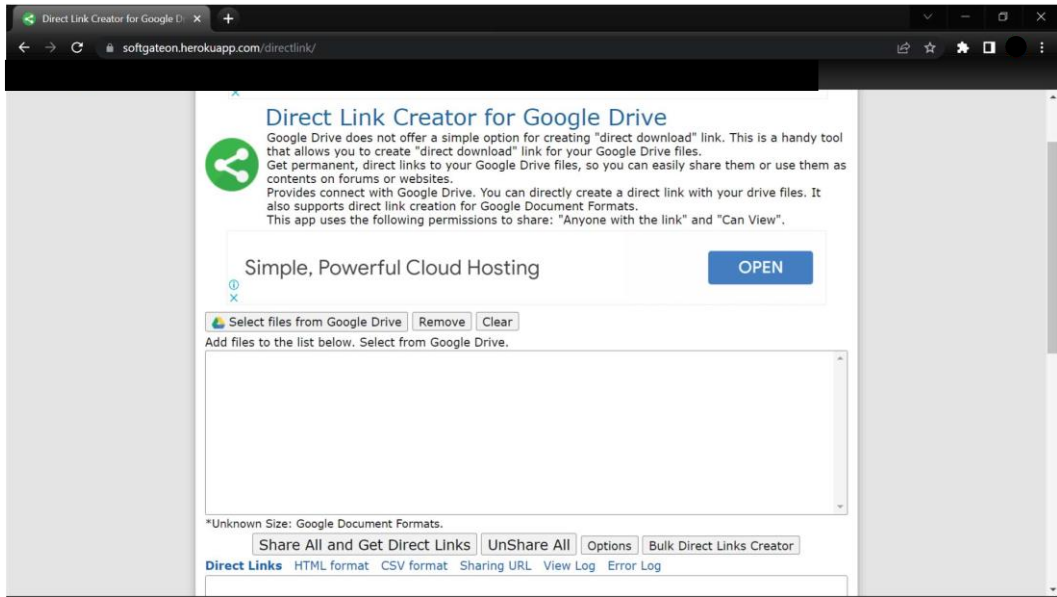 Direct Link Creator for Google Dr
softgateon.herokuapp.com/directlink/
Direct Link Creator for Google Drive
Google Drive does not offer a simple option for creating "direct download" link. This is a handy tool
that allows you to create "direct download" link for your Google Drive files.
Get permanent, direct links to your Google Drive files, so you can easily share them or use them as
contents on forums or websites.
Provides connect with Google Drive. You can directly create a direct link with your drive files. It
also supports direct link creation for Google Document Formats.
This app uses the following permissions to share: "Anyone with the link" and "Can View".
Simple, Powerful Cloud Hosting
OPEN
Select files from Google Drive Remove Clear
Add files to the list below. Select from Google Drive.
*Unknown Size: Google Document Formats.
Share All and Get Direct Links UnShare All Options Bulk Direct Links Creator
Direct Links HTML format CSV format Sharing URL View Log Error Log